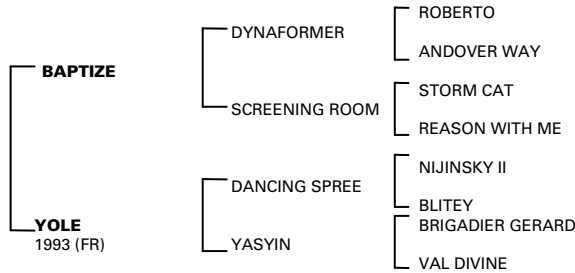 ROBERTO
DYNAFORMER
ANDOVER WAY
BAPTIZE
STORM CAT
SCREENING ROOM
REASON WITH ME
NIJINSKY II
DANCING SPREE
BLITEY
YOLE
BRIGADIER GERARD
1993 (FR)
YASYIN
VAL DIVINE